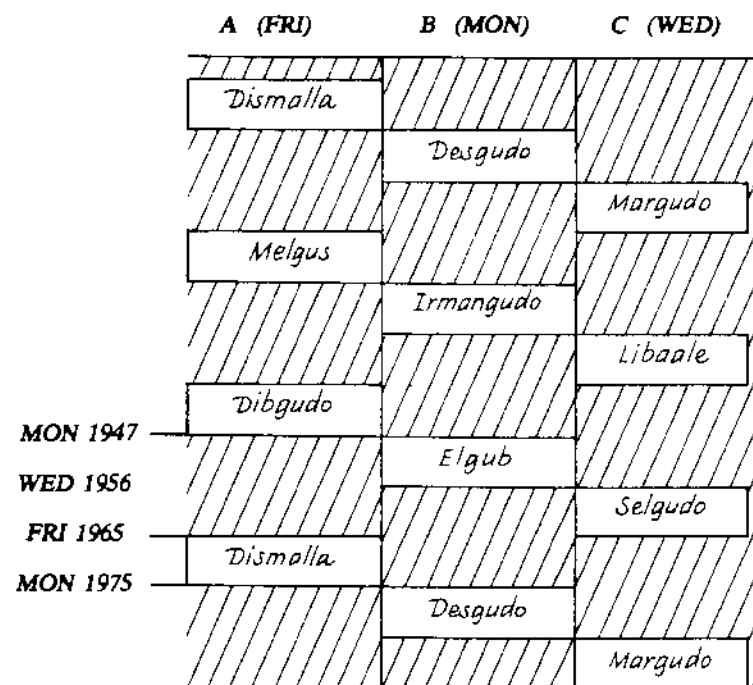 A (FRI) B (MON) C (WED)
Dismalla
Desgudo
Margudo
Melgus
Irmangudo
Libaale
Dibgudo
MON 1947
Elgub
WED 1956
Selgudo
FRI 1965
Dismalla
MON 1975
Desgudo
Margudo